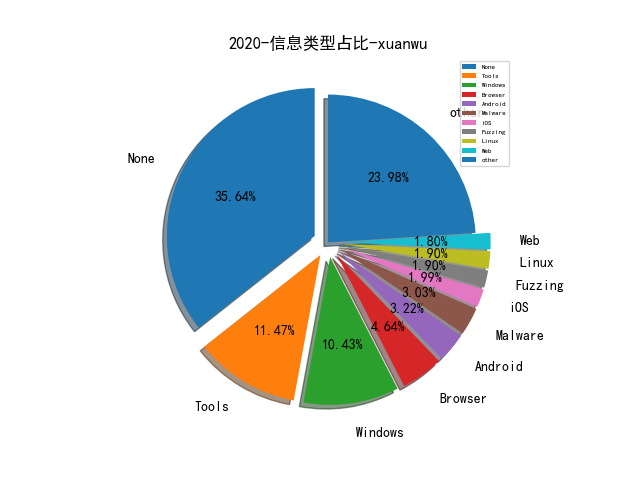 2020-信息类型占比-xuanwu
None
Tools
Windows
Browser
Android
Malware
iOS
Fuzzing
Linux
Web
other
None
35.64%
Tools
11.47%
Windows
10.43%
Browser
4.64%
Android
3.22%
Malware
3.03%
iOS
1.99%
Fuzzing
1.90%
Linux
1.90%
Web
1.80%
23.98%